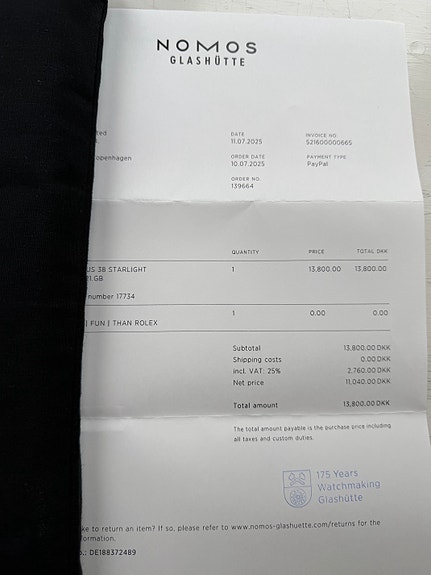 NOMOS
GLASHÜTTE
DATE
11.07.2025
INVOICE NO.
S21600000665
openhagen
ORDER DATE
10.07.2025
PAYMENT TYPE
PayPal
ORDER NO.
139664
QUANTITY PRICE TOTAL DKK
US 38 STARLIGHT 1 13,800.00 13,800.00
21.GB
number 17734
1 0.00 0.00
| FUN | THAN ROLEX
Subtotal 13,800.00 DKK
Shipping costs 0.00 DKK
incl. VAT: 25% 2,760.00 DKK
Net price 11,040.00 DKK
Total amount 13,800.00 DKK
The total amount payable is the purchase price including
all taxes and custom duties.
175 Years
Watchmaking
Glashütte
ke to return an item? If so, please refer to www.nomos-glashuette.com/returns for the
formation.
o.: DE188372489